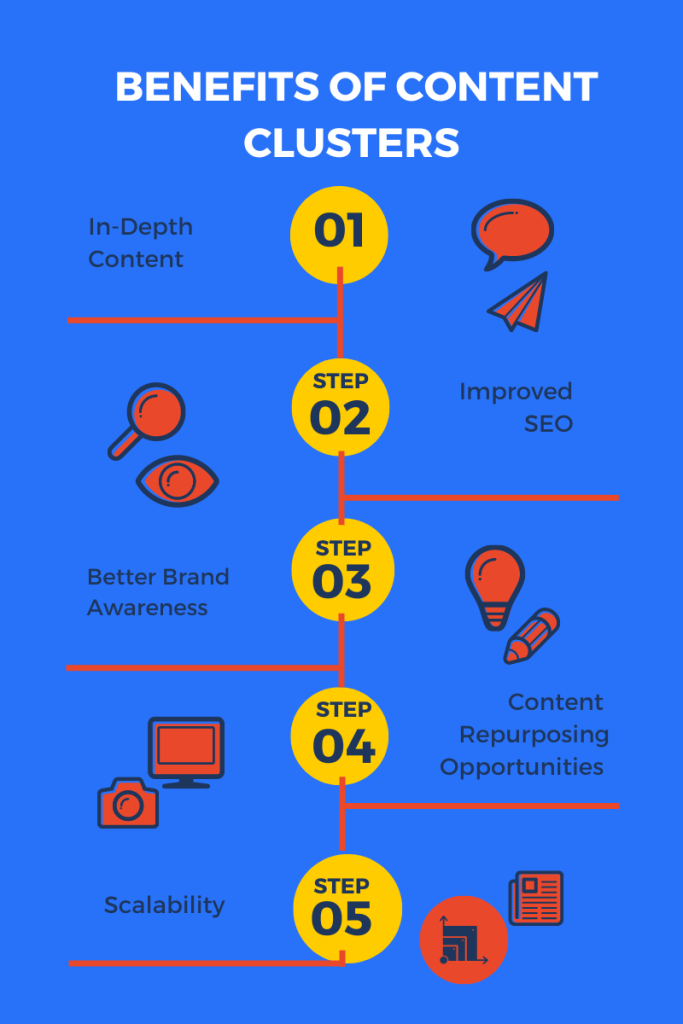 BENEFITS OF CONTENT
CLUSTERS
In-Depth
Content
01
STEP
02
Improved
SEO
Better Brand
Awareness
STEP
03
STEP
04
Content
Repurposing
Opportunities
Scalability
STEP
05